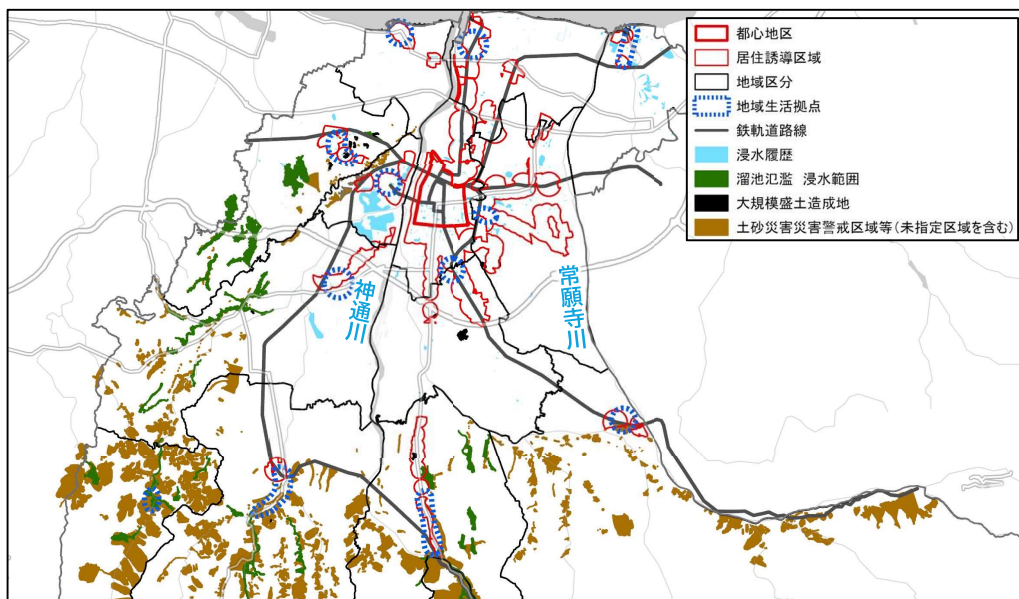 都心地区
居住誘導区域
地域区分
地域生活拠点
鉄軌道路線
浸水履歴
溜池氾濫 浸水範囲
大規模盛土造成地
土砂災害災害警戒区域等(未指定区域を含む)
神通川
常願寺川